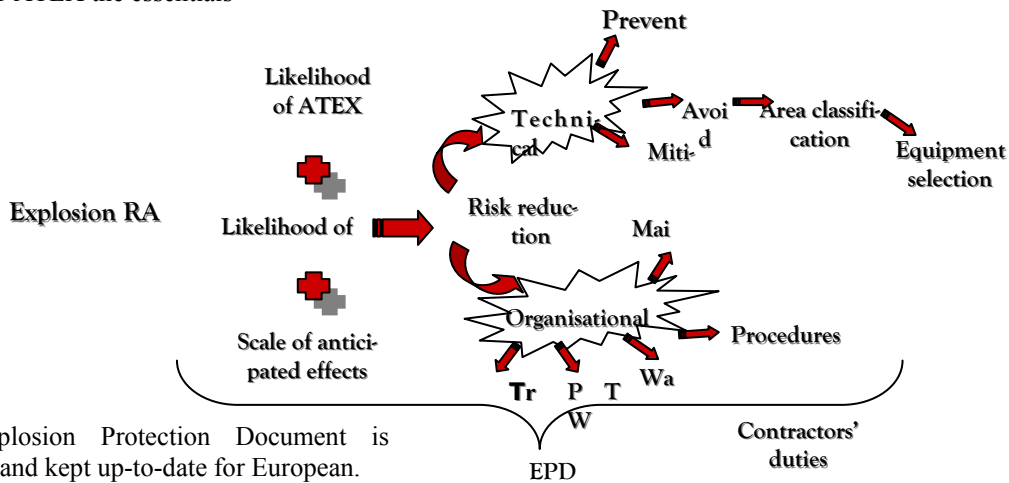 ATEX the essentials
Prevent
Likelihood
of ATEX
Techni-
cal
Avoi
d
Area classifi-
cation
Miti-
Equipment
selection
Explosion RA
Likelihood of
Risk reduc-
tion
Mai
Organisational
Procedures
Scale of antici-
pated effects
Wa
Tr
P T
W
Contractors'
duties
plosion Protection Document is
and kept up-to-date for European.
EPD